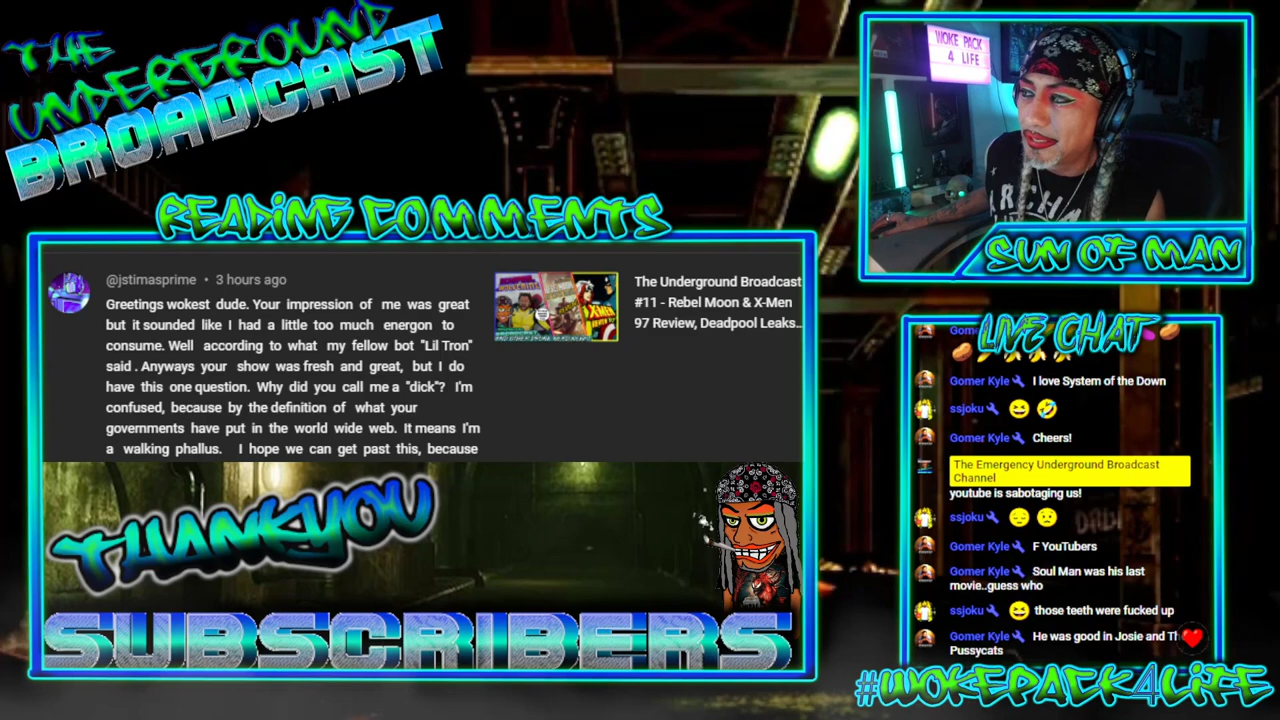 THE
UNDERGROUND
BROADCAST
WOKE PACK
4 LIFE
SUN OF MAN
READING COMMENTS
@jstimasprime • 3 hours ago
Greetings wokest dude. Your impression of me was great
but it sounded like I had a little too much energon to
consume. Well according to what my fellow bot "Lil Tron"
said . Anyways your show was fresh and great, but I do
have this one question. Why did you call me a "dick"? I'm
confused, because by the definition of what your
governments have put in the world wide web. It means I'm
a walking phallus. I hope we can get past this, because
The Underground Broadcast
#11 - Rebel Moon & X-Men
97 Review, Deadpool Leaks...
THANKYOU
SUBSCRIBERS
LIVE CHAT
Gomer Kyle I love System of the Down
ssjoku
Gomer Kyle Cheers!
The Emergency Underground Broadcast
Channel
youtube is sabotaging us!
ssjoku
Gomer Kyle F YouTubers
Gomer Kyle Soul Man was his last
movie..guess who
ssjoku those teeth were fucked up
Gomer Kyle He was good in Josie and Th
Pussycats
#WOKEPACK4LIFE